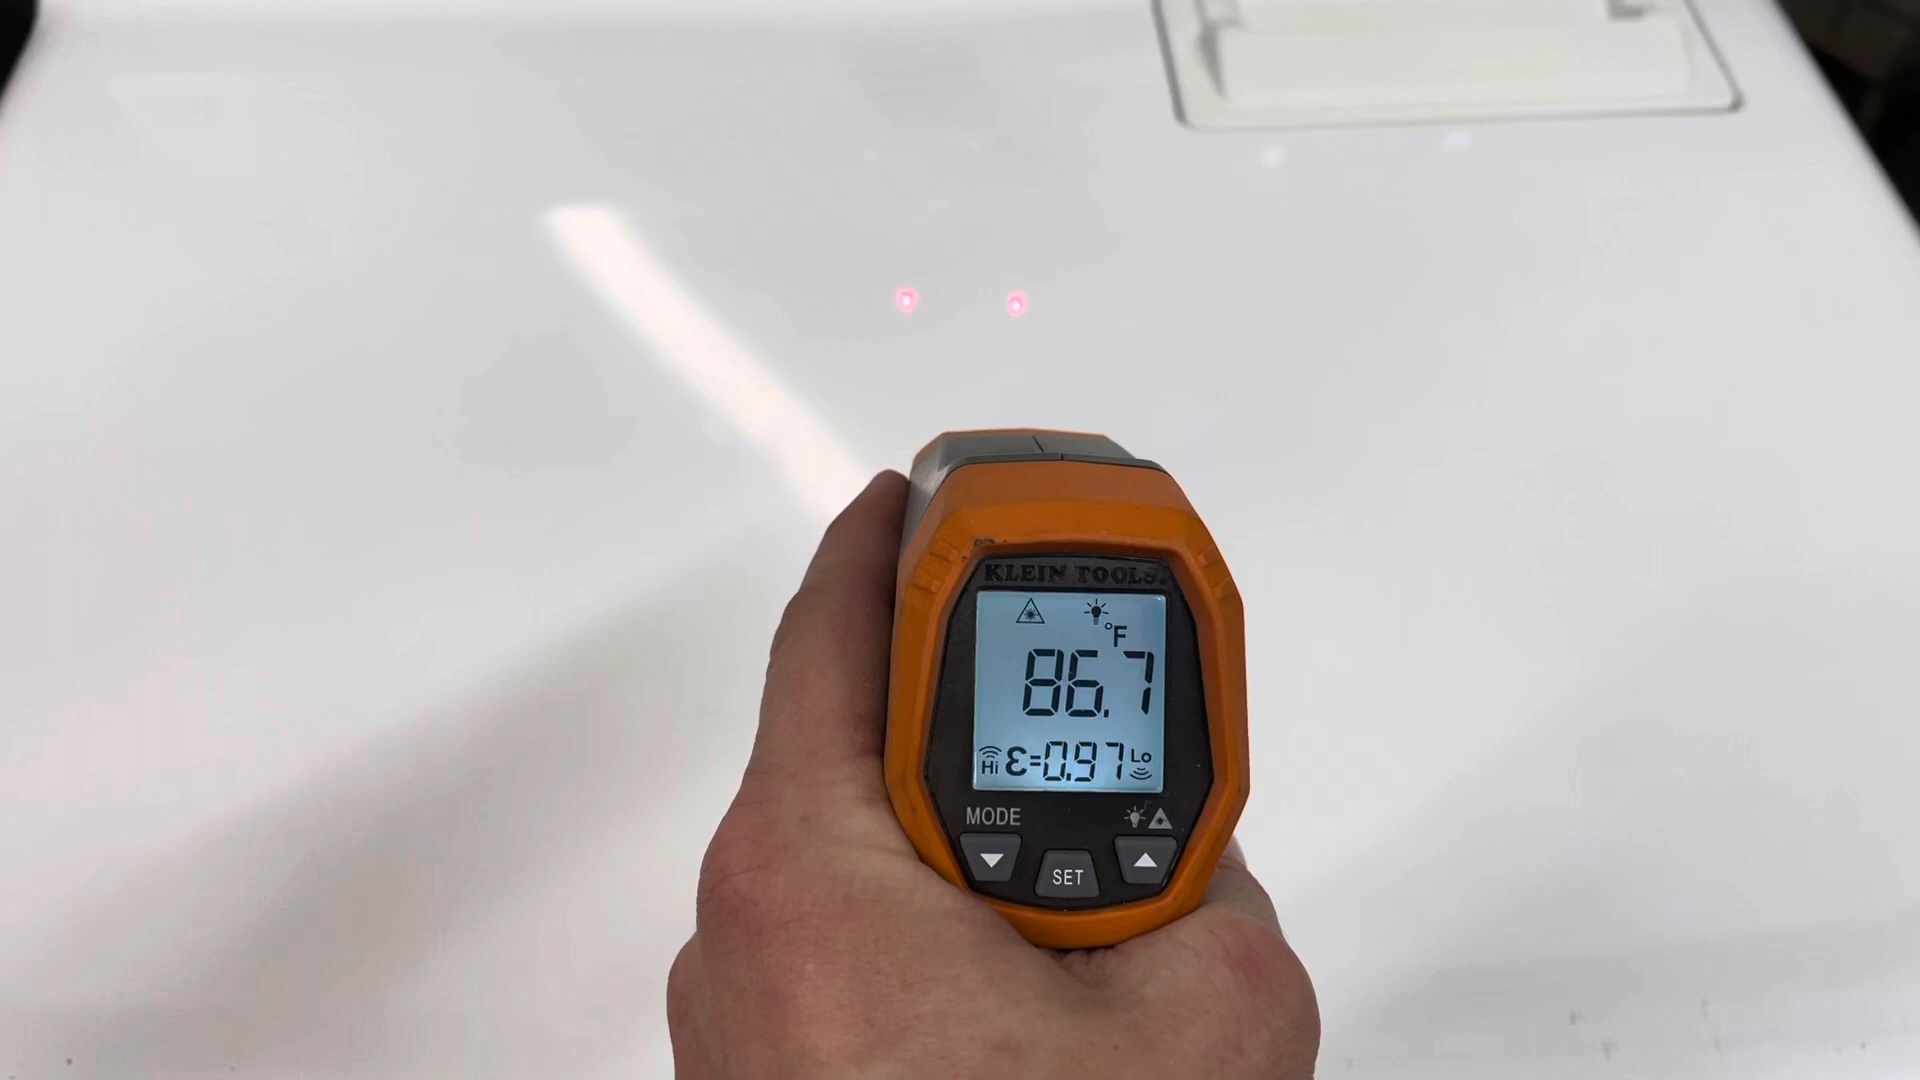 KLEIN TOOLS.
°F
86.7
Hi ε=0.97 Lo
MODE
SET